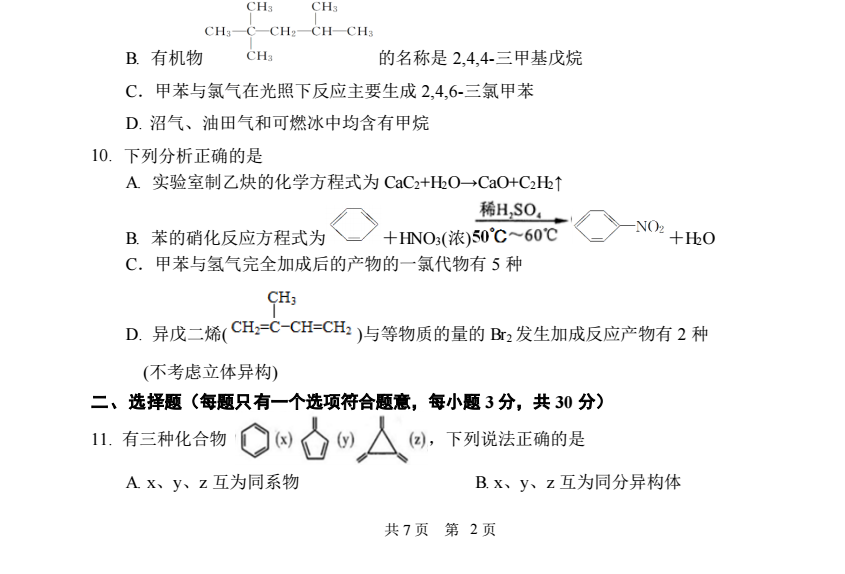 CH₃ CH₃
CH₃—C—CH₂—CH—CH₃
B. 有机物 CH₃ 的名称是 2,4,4-三甲基戊烷
C．甲苯与氯气在光照下反应主要生成 2,4,6-三氯甲苯
D. 沼气、油田气和可燃冰中均含有甲烷
10. 下列分析正确的是
A. 实验室制乙炔的化学方程式为 CaC₂+H₂O→CaO+C₂H₂↑
稀H₂SO₄
B. 苯的硝化反应方程式为 +HNO₃(浓)50℃~60℃ —NO₂ +H₂O
C．甲苯与氢气完全加成后的产物的一氯代物有 5 种
CH₃
D. 异戊二烯( CH₂=C-CH=CH₂ )与等物质的量的 Br₂ 发生加成反应产物有 2 种
(不考虑立体异构)
二、选择题（每题只有一个选项符合题意，每小题 3 分，共 30 分）
11. 有三种化合物 (x) (y) (z)，下列说法正确的是
A. x、y、z 互为同系物 B. x、y、z 互为同分异构体
共 7 页 第 2 页